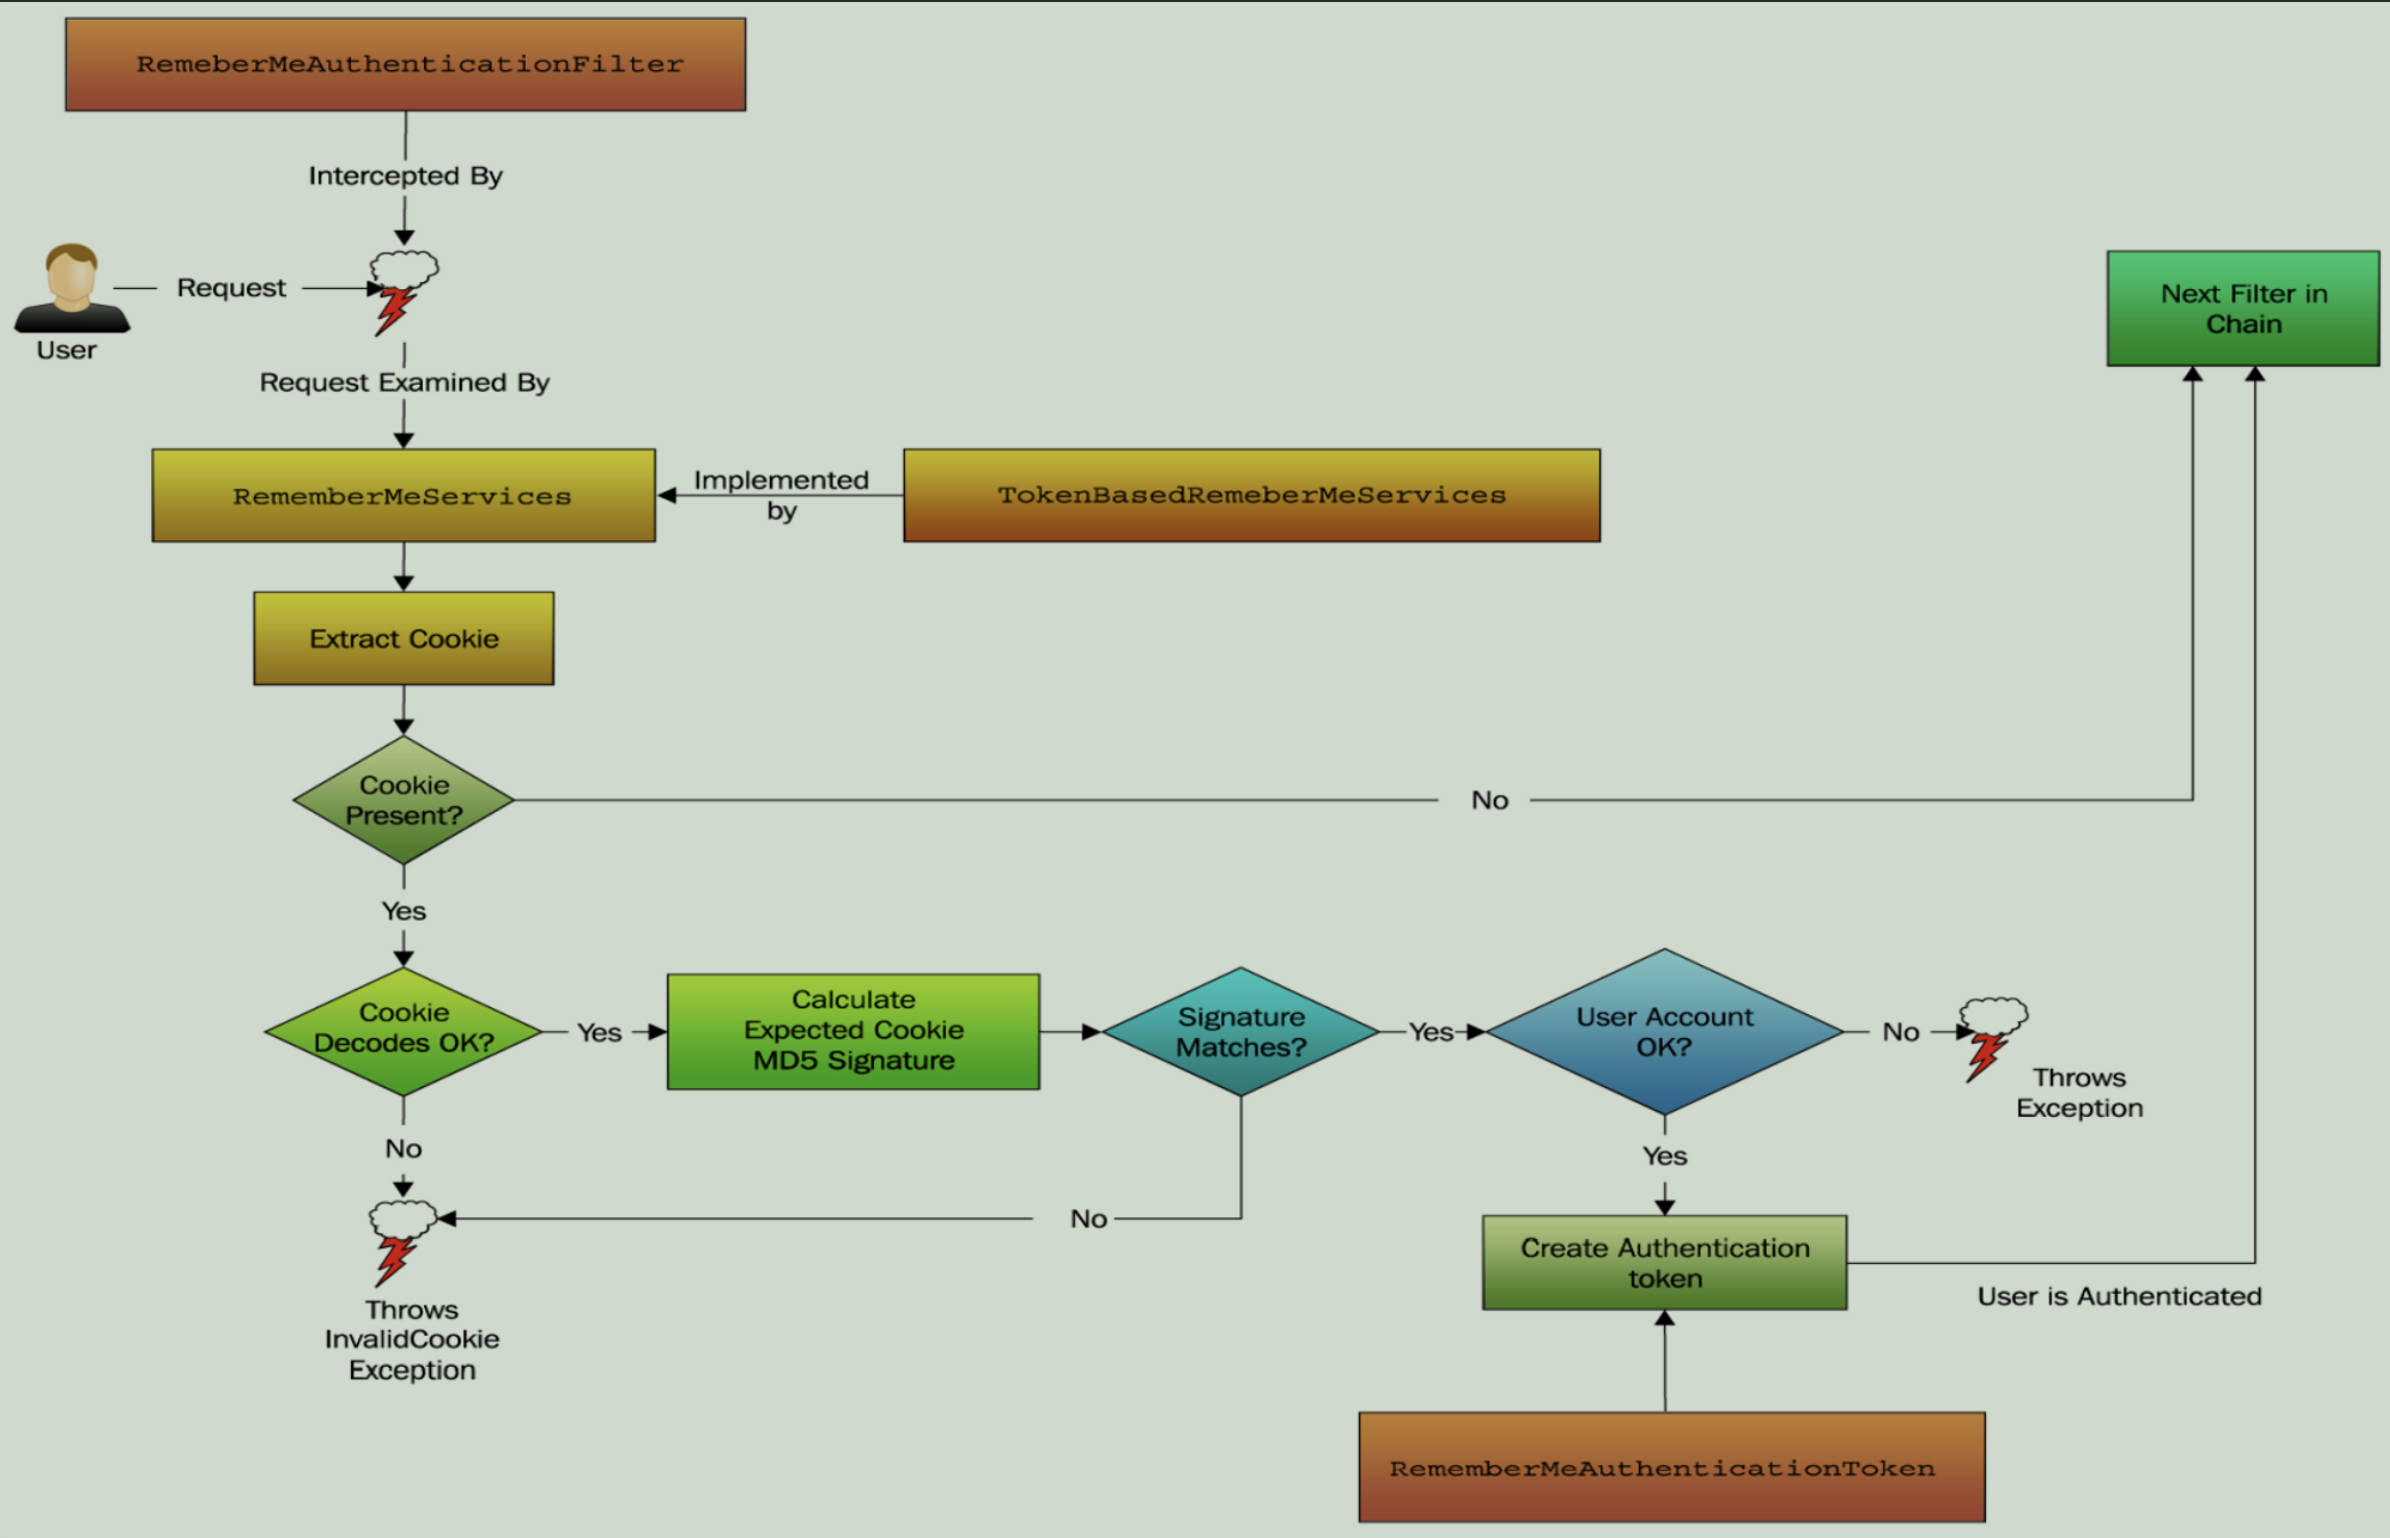 RemeberMeAuthenticationFilter
Intercepted By
Request
User
Next Filter in
Chain
Request Examined By
RememberMeServices
Implemented
by
TokenBasedRemeberMeServices
Extract Cookie
Cookie
Present?
No
Yes
Cookie
Decodes OK?
Yes
Calculate
Expected Cookie
MD5 Signature
Signature
Matches?
Yes
User Account
OK?
No
Throws
Exception
No
Yes
No
Create Authentication
token
User is Authenticated
Throws
InvalidCookie
Exception
RememberMeAuthenticationToken